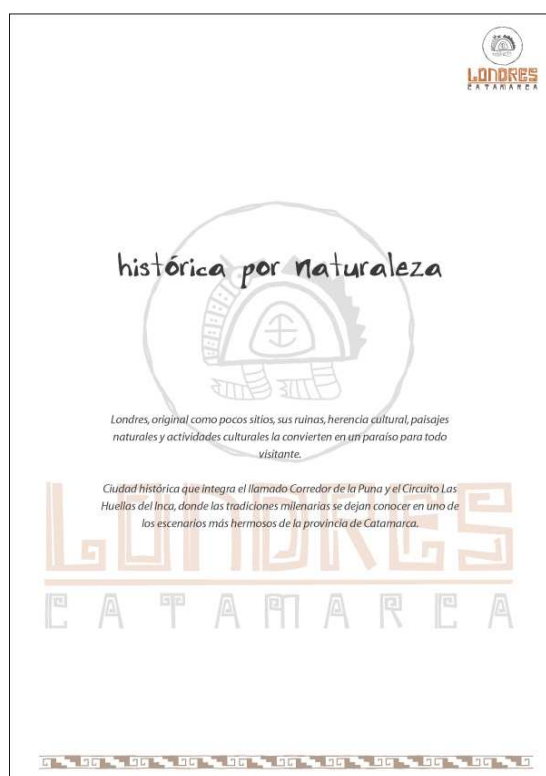 LONDRES
CATAMARCA
histórica por naturaleza
Londres, original como pocos sitios, sus ruinas, herencia cultural, paisajes
naturales y actividades culturales la convierten en un paraíso para todo
visitante.
Ciudad histórica que integra el llamado Corredor de la Puna y el Circuito Las
Huellas del Inca, donde las tradiciones milenarias se dejan conocer en uno de
los escenarios más hermosos de la provincia de Catamarca.
LONDRES
CATAMARCA